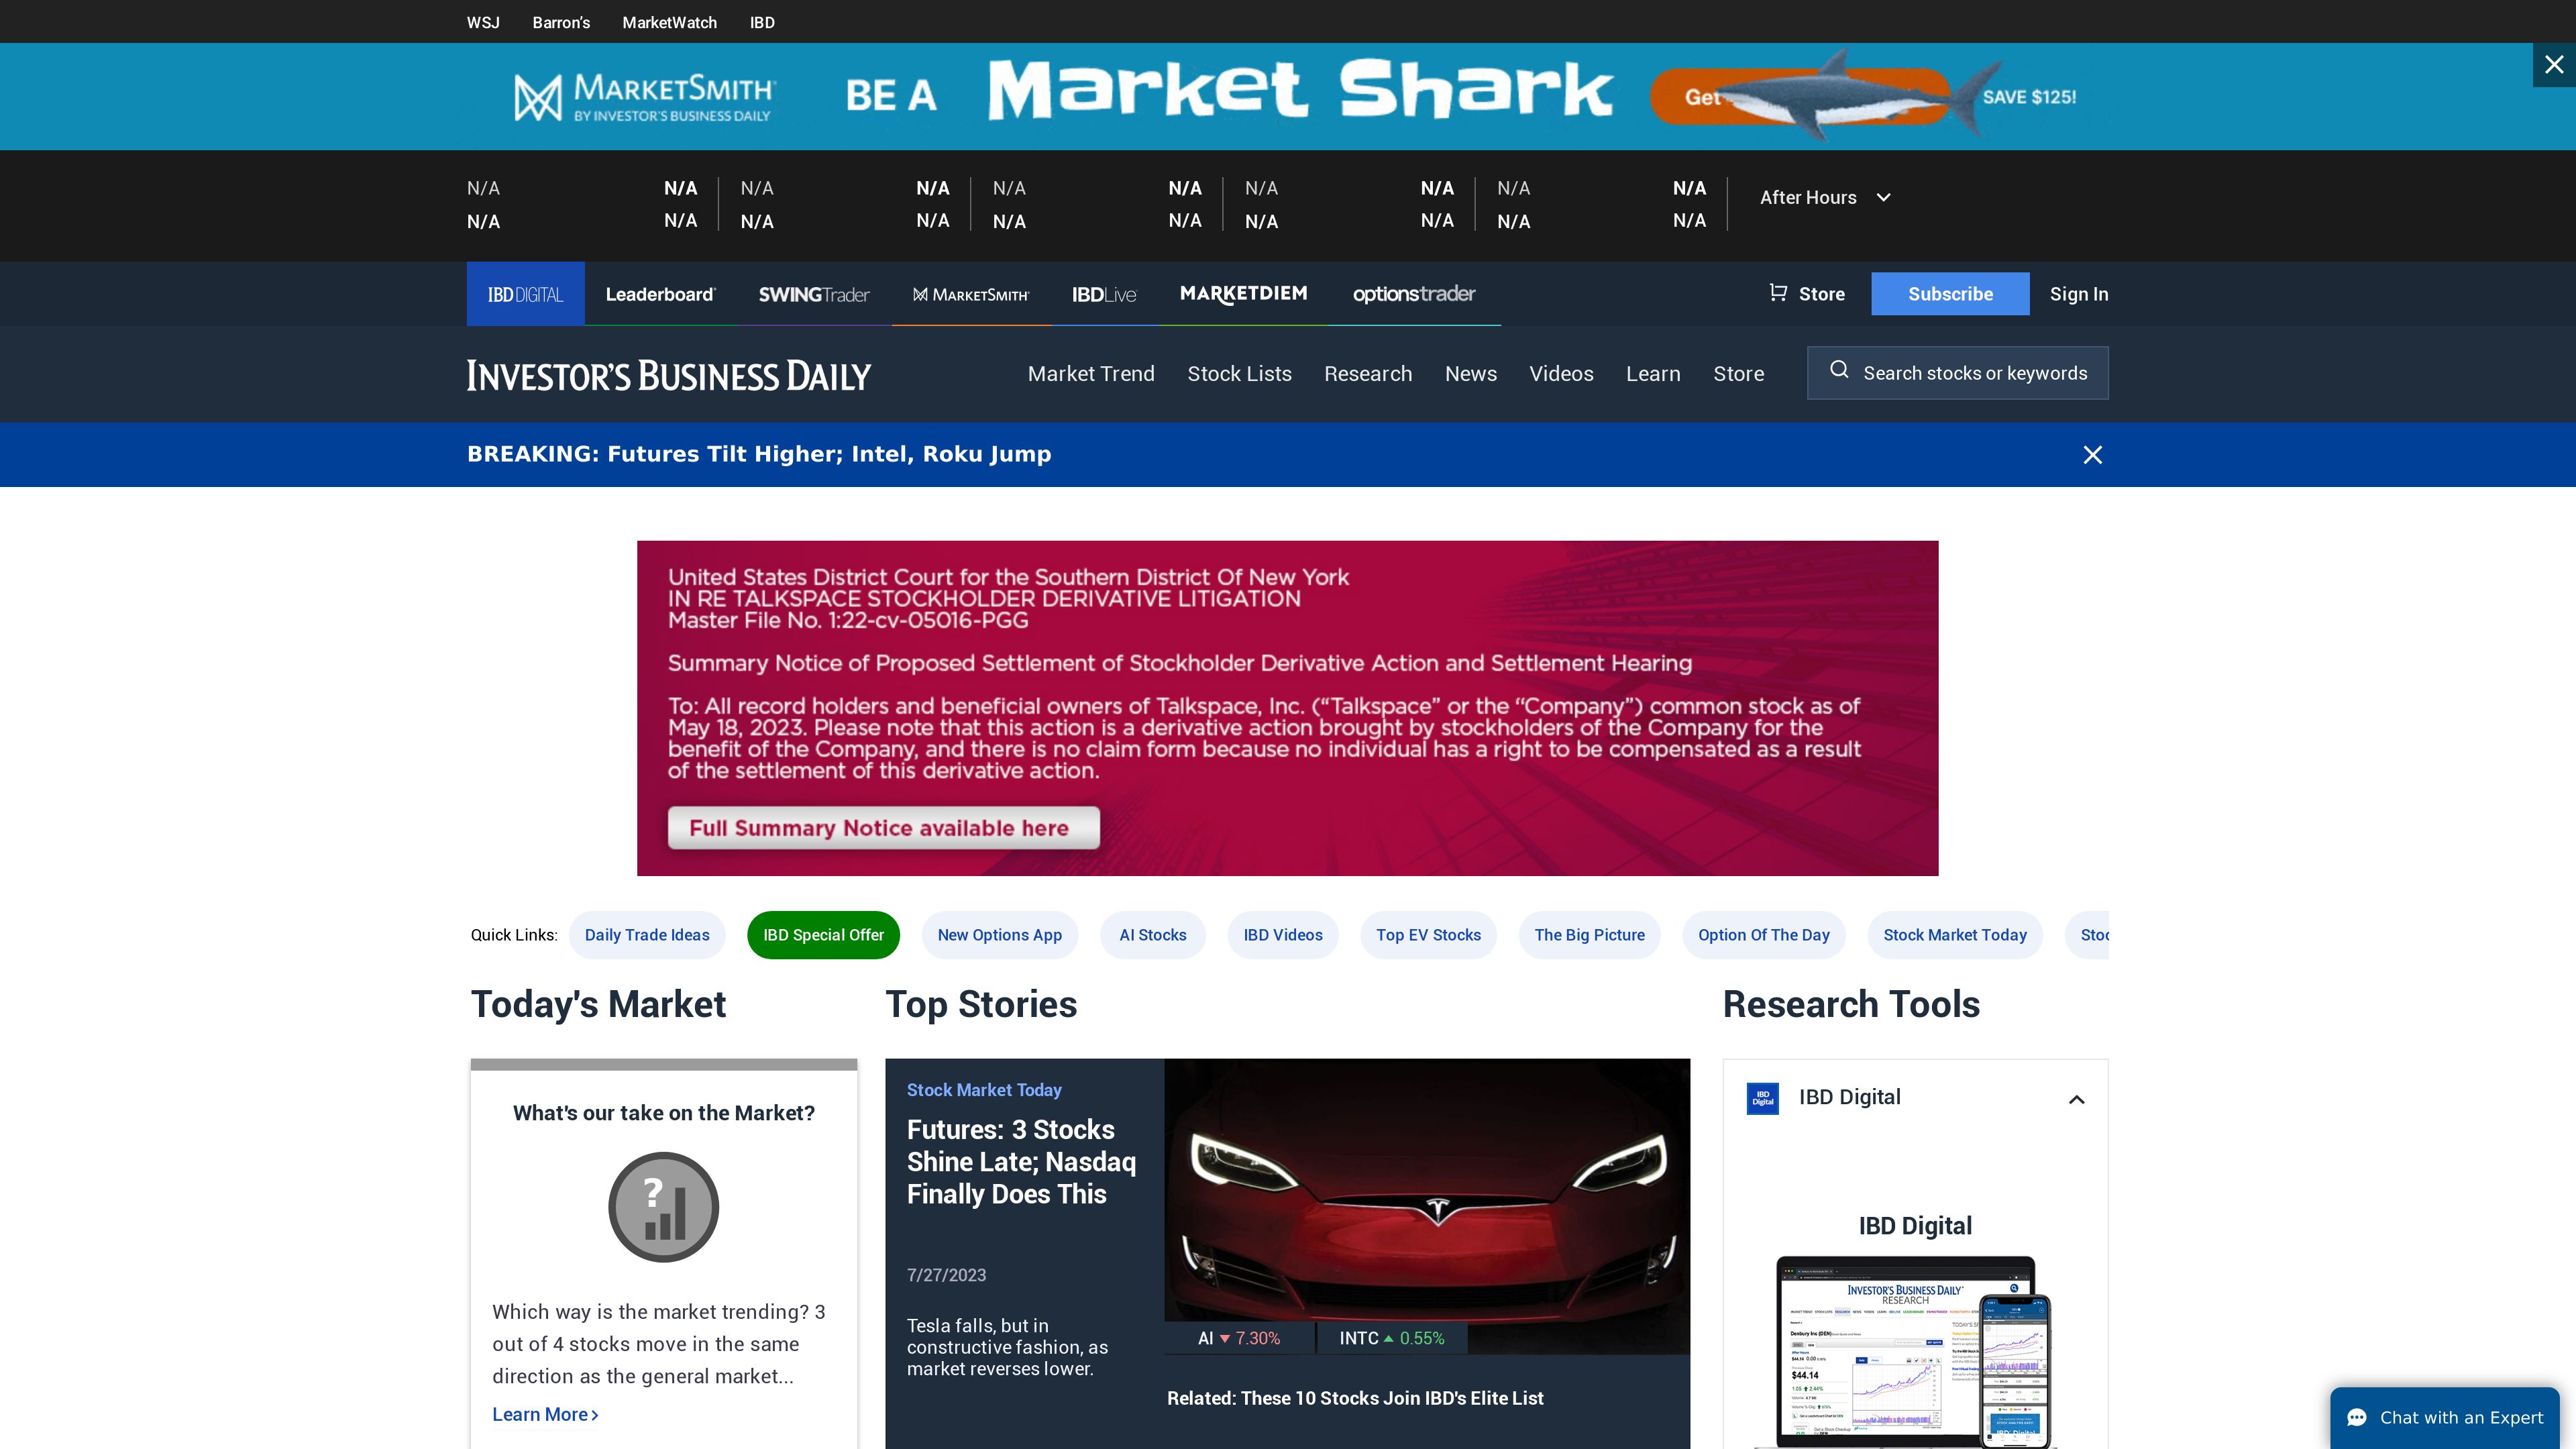 WSJ Barron's MarketWatch IBD
MARKETSMITH BY INVESTOR'S BUSINESS DAILY
BE A Market Shark
Get
SAVE $125!
N/A N/A N/A N/A N/A N/A N/A N/A N/A N/A
N/A N/A N/A N/A N/A N/A N/A N/A N/A N/A
After Hours
IBD DIGITAL Leaderboard SWINGTrader MARKETSMITH IBDLive MARKETDIEM optionstrader
Store Subscribe Sign In
INVESTOR'S BUSINESS DAILY
Market Trend Stock Lists Research News Videos Learn Store
Search stocks or keywords
BREAKING: Futures Tilt Higher; Intel, Roku Jump
United States District Court for the Southern District Of New York
IN RE TALKSPACE STOCKHOLDER DERIVATIVE LITIGATION
Master File No. 1:22-cv-05016-PGG
Summary Notice of Proposed Settlement of Stockholder Derivative Action and Settlement Hearing
To: All record holders and beneficial owners of Talkspace, Inc. (“Talkspace” or the “Company”) common stock as of
May 18, 2023. Please note that this action is a derivative action brought by stockholders of the Company for the
benefit of the Company, and there is no claim form because no individual has a right to be compensated as a result
of the settlement of this derivative action.
Full Summary Notice available here
Quick Links: Daily Trade Ideas IBD Special Offer New Options App AI Stocks IBD Videos Top EV Stocks The Big Picture Option Of The Day Stock Market Today
Today's Market
What's our take on the Market?
?
Which way is the market trending? 3
out of 4 stocks move in the same
direction as the general market...
Learn More
Top Stories
Stock Market Today
Futures: 3 Stocks
Shine Late; Nasdaq
Finally Does This
7/27/2023
Tesla falls, but in
constructive fashion, as
market reverses lower.
AI 7.30% INTC 0.55%
Related: These 10 Stocks Join IBD's Elite List
Research Tools
IBD Digital
IBD Digital
IBD Digital
INVESTOR'S BUSINESS DAILY
RESEARCH
Denbury Inc (DEN)
$44.14
Chat with an Expert